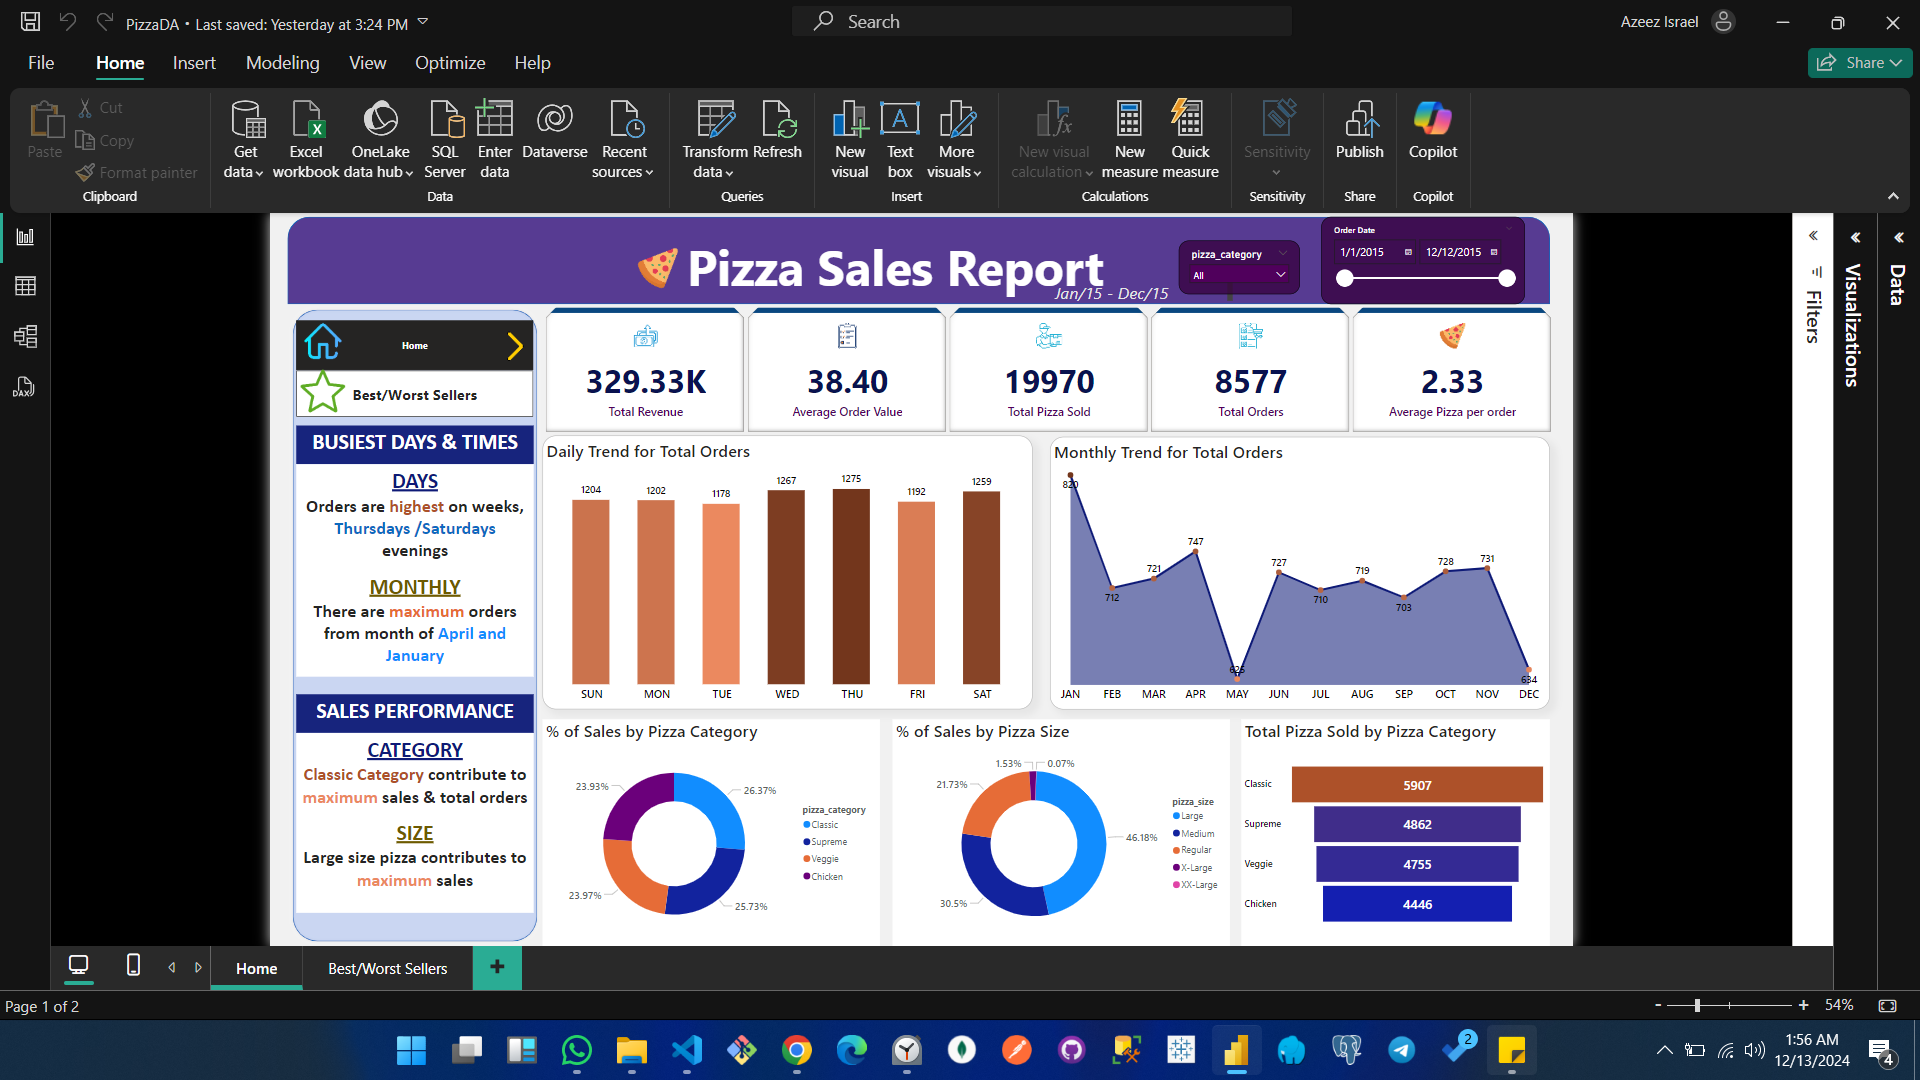 PizzaDA • Last saved: Yesterday at 3:24 PM
Search
Azeez Israel
File Home Insert Modeling View Optimize Help
Share
Paste
Cut
Copy
Format painter
Clipboard
Get data
Excel workbook
OneLake data hub
SQL Server
Enter data
Dataverse
Recent sources
Data
Transform data
Refresh
Queries
New visual
Text box
More visuals
Insert
New visual calculation
New measure
Quick measure
Calculations
Sensitivity
Sensitivity
Publish
Share
Copilot
Copilot
DAX
Pizza Sales Report
Jan/15 - Dec/15
pizza_category
All
Order Date
1/1/2015 12/12/2015
Filters
Visualizations
Data
Home
Best/Worst Sellers
329.33K
Total Revenue
38.40
Average Order Value
19970
Total Pizza Sold
8577
Total Orders
2.33
Average Pizza per order
BUSIEST DAYS & TIMES
DAYS
Orders are highest on weeks,
Thursdays /Saturdays
evenings
MONTHLY
There are maximum orders
from month of April and
January
SALES PERFORMANCE
CATEGORY
Classic Category contribute to
maximum sales & total orders
SIZE
Large size pizza contributes to
maximum sales
Daily Trend for Total Orders
1204 1202 1178 1267 1275 1192 1259
SUN MON TUE WED THU FRI SAT
Monthly Trend for Total Orders
820 712 721 747 625 727 710 719 703 728 731 634
JAN FEB MAR APR MAY JUN JUL AUG SEP OCT NOV DEC
% of Sales by Pizza Category
23.93%
26.37%
23.97%
25.73%
pizza_category
Classic
Supreme
Veggie
Chicken
% of Sales by Pizza Size
1.53% 0.07%
21.73%
46.18%
30.5%
pizza_size
Large
Medium
Regular
X-Large
XX-Large
Total Pizza Sold by Pizza Category
Classic 5907
Supreme 4862
Veggie 4755
Chicken 4446
Home Best/Worst Sellers +
Page 1 of 2
- + 54%
2
1:56 AM
12/13/2024
4